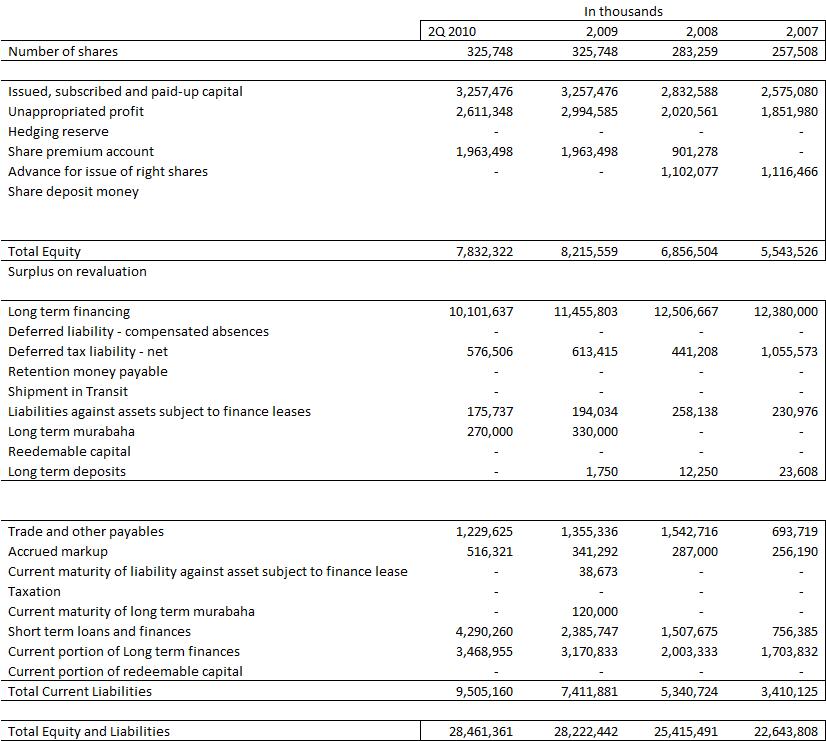 In thousands
2Q 2010 2,009 2,008 2,007
Number of shares 325,748 325,748 283,259 257,508
Issued, subscribed and paid-up capital 3,257,476 3,257,476 2,832,588 2,575,080
Unappropriated profit 2,611,348 2,994,585 2,020,561 1,851,980
Hedging reserve - - - -
Share premium account 1,963,498 1,963,498 901,278 -
Advance for issue of right shares - - 1,102,077 1,116,466
Share deposit money
Total Equity 7,832,322 8,215,559 6,856,504 5,543,526
Surplus on revaluation
Long term financing 10,101,637 11,455,803 12,506,667 12,380,000
Deferred liability - compensated absences - - - -
Deferred tax liability - net 576,506 613,415 441,208 1,055,573
Retention money payable - - - -
Shipment in Transit - - - -
Liabilities against assets subject to finance leases 175,737 194,034 258,138 230,976
Long term murabaha 270,000 330,000 - -
Reedemable capital - - - -
Long term deposits - 1,750 12,250 23,608
Trade and other payables 1,229,625 1,355,336 1,542,716 693,719
Accrued markup 516,321 341,292 287,000 256,190
Current maturity of liability against asset subject to finance lease - 38,673 - -
Taxation - - - -
Current maturity of long term murabaha - 120,000 - -
Short term loans and finances 4,290,260 2,385,747 1,507,675 756,385
Current portion of Long term finances 3,468,955 3,170,833 2,003,333 1,703,832
Current portion of redeemable capital - - - -
Total Current Liabilities 9,505,160 7,411,881 5,340,724 3,410,125
Total Equity and Liabilities 28,461,361 28,222,442 25,415,491 22,643,808